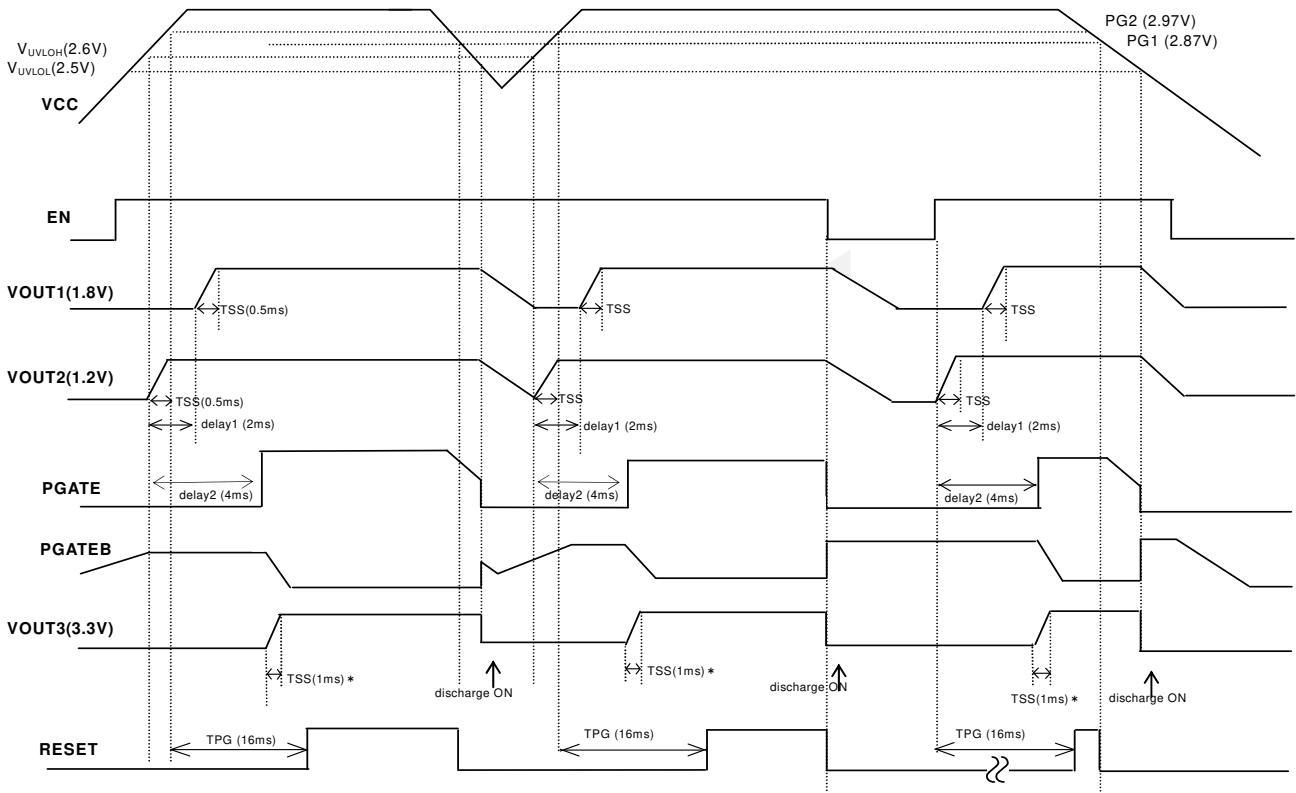 PG2 (2.97V)
VUVLOH(2.6V)
PG1 (2.87V)
VUVLOL(2.5V)
VCC
EN
VOUT1(1.8V)
TSS(0.5ms)
TSS
TSS
VOUT2(1.2V)
TSS(0.5ms)
TSS
TSS
delay1 (2ms)
delay1 (2ms)
delay1 (2ms)
PGATE
delay2 (4ms)
delay2 (4ms)
delay2 (4ms)
PGATEB
VOUT3(3.3V)
TSS(1ms)*
TSS(1ms)*
TSS(1ms)*
discharge ON
discharge ON
discharge ON
RESET
TPG (16ms)
TPG (16ms)
TPG (16ms)